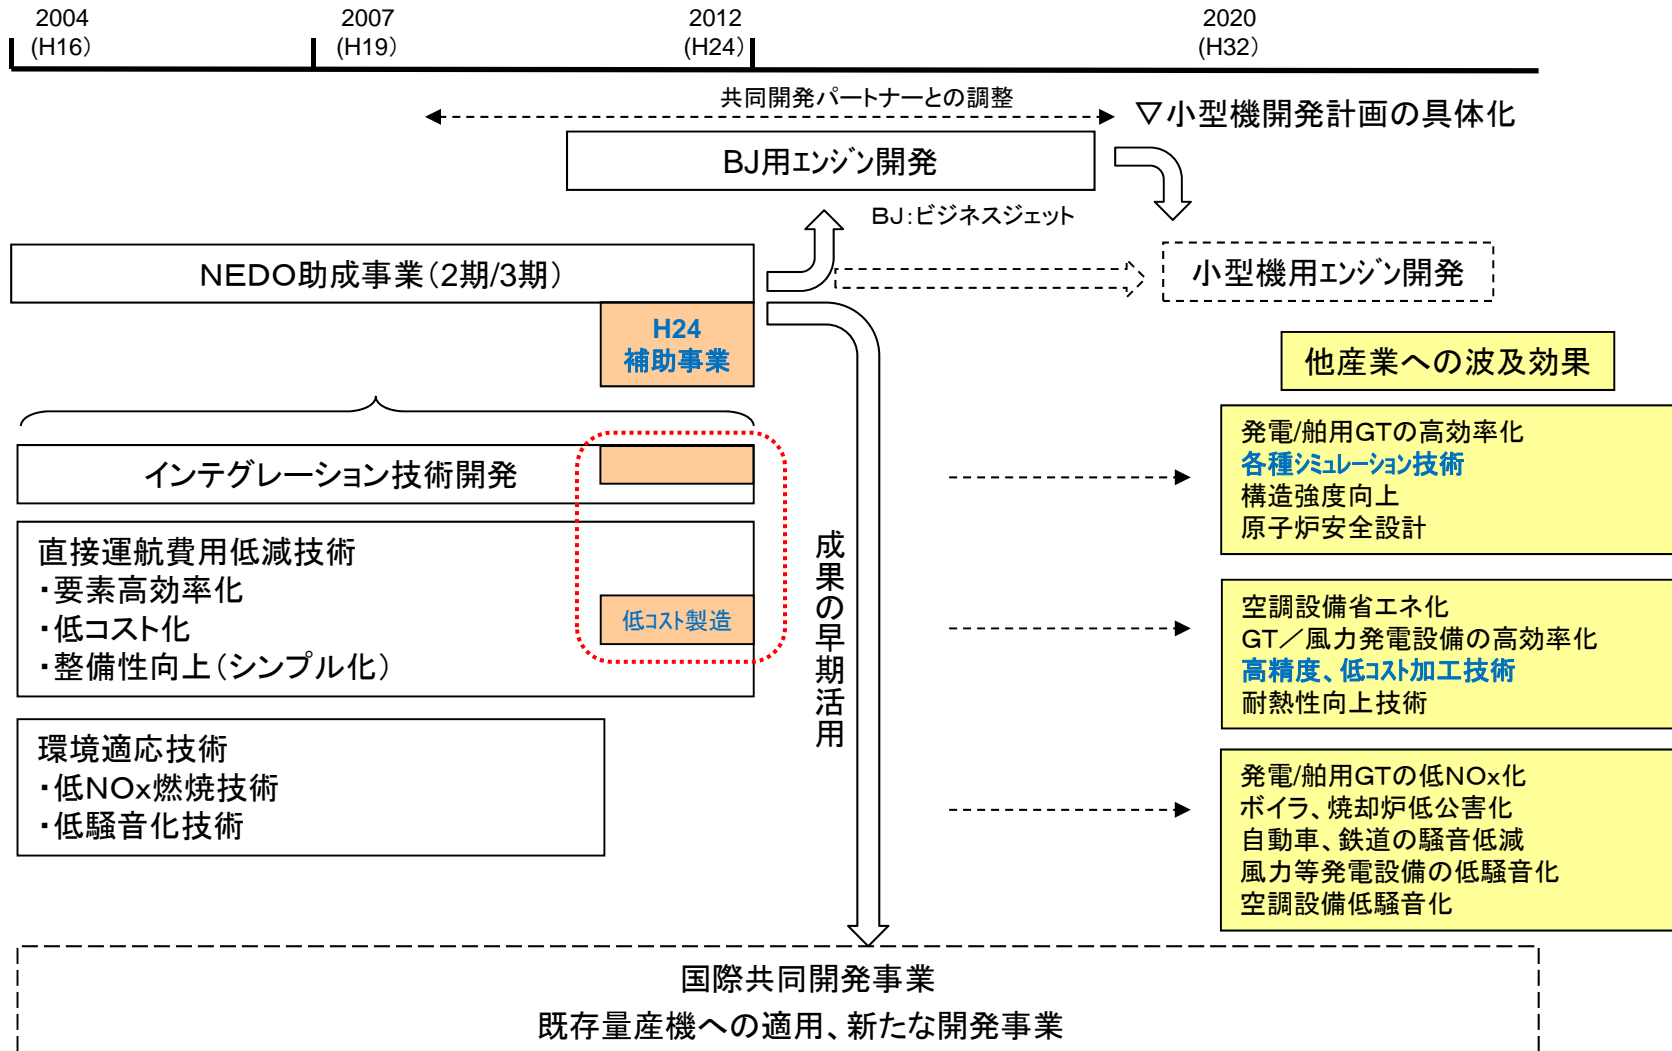 2004
(H16)
2007
(H19)
2012
(H24)
2020
(H32)
共同開発パートナーとの調整
▽小型機開発計画の具体化
BJ用ｴﾝｼﾞﾝ開発
BJ:ビジネスジェット
NEDO助成事業(2期/3期)
小型機用ｴﾝｼﾞﾝ開発
H24
補助事業
他産業への波及効果
インテグレーション技術開発
発電/舶用GTの高効率化
各種ｼﾐｭﾚｰｼｮﾝ技術
構造強度向上
原子炉安全設計
直接運航費用低減技術
・要素高効率化
・低コスト化
・整備性向上(シンプル化)
低ｺｽﾄ製造
成果の早期活用
空調設備省エネ化
GT／風力発電設備の高効率化
高精度、低ｺｽﾄ加工技術
耐熱性向上技術
環境適応技術
・低NOx燃焼技術
・低騒音化技術
発電/舶用GTの低NOx化
ボイラ、焼却炉低公害化
自動車、鉄道の騒音低減
風力等発電設備の低騒音化
空調設備低騒音化
国際共同開発事業
既存量産機への適用、新たな開発事業